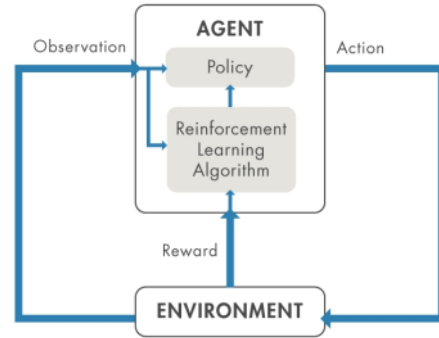 AGENT
Observation
Action
Policy
Reinforcement
Learning
Algorithm
Reward
ENVIRONMENT